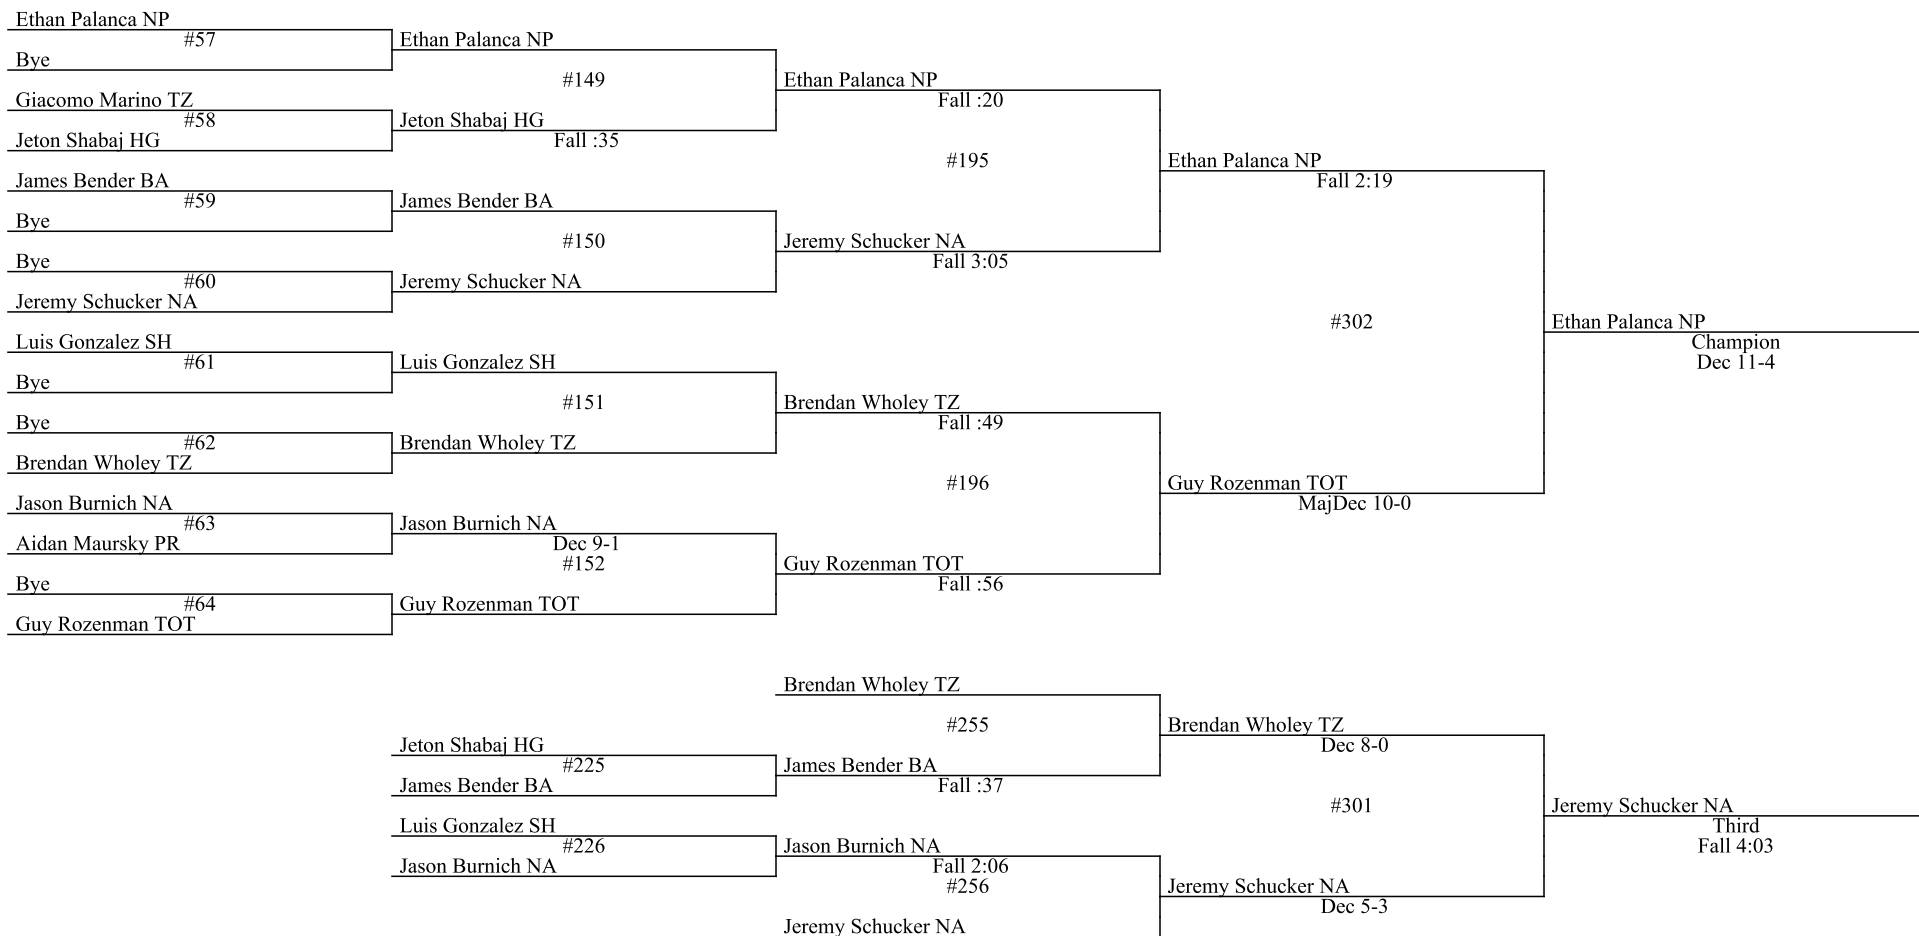 Ethan Palanca NP
#57
Bye
Giacomo Marino TZ
#58
Jeton Shabaj HG
James Bender BA
#59
Bye
Bye
#60
Jeremy Schucker NA
Luis Gonzalez SH
#61
Bye
Bye
#62
Brendan Wholey TZ
Jason Burnich NA
#63
Aidan Maursky PR
Bye
#64
Guy Rozenman TOT
Ethan Palanca NP
#149
Jeton Shabaj HG
Fall :35
James Bender BA
#150
Jeremy Schucker NA
Luis Gonzalez SH
#151
Brendan Wholey TZ
Jason Burnich NA
Dec 9-1
#152
Guy Rozenman TOT
Ethan Palanca NP
Fall :20
#195
Jeremy Schucker NA
Fall 3:05
Brendan Wholey TZ
Fall :49
#196
Guy Rozenman TOT
Fall :56
Ethan Palanca NP
Fall 2:19
#302
Guy Rozenman TOT
MajDec 10-0
Ethan Palanca NP
Champion
Dec 11-4
Jeton Shabaj HG
#225
James Bender BA
Luis Gonzalez SH
#226
Jason Burnich NA
Brendan Wholey TZ
#255
James Bender BA
Fall :37
Jason Burnich NA
Fall 2:06
#256
Jeremy Schucker NA
Brendan Wholey TZ
Dec 8-0
#301
Jeremy Schucker NA
Dec 5-3
Jeremy Schucker NA
Third
Fall 4:03